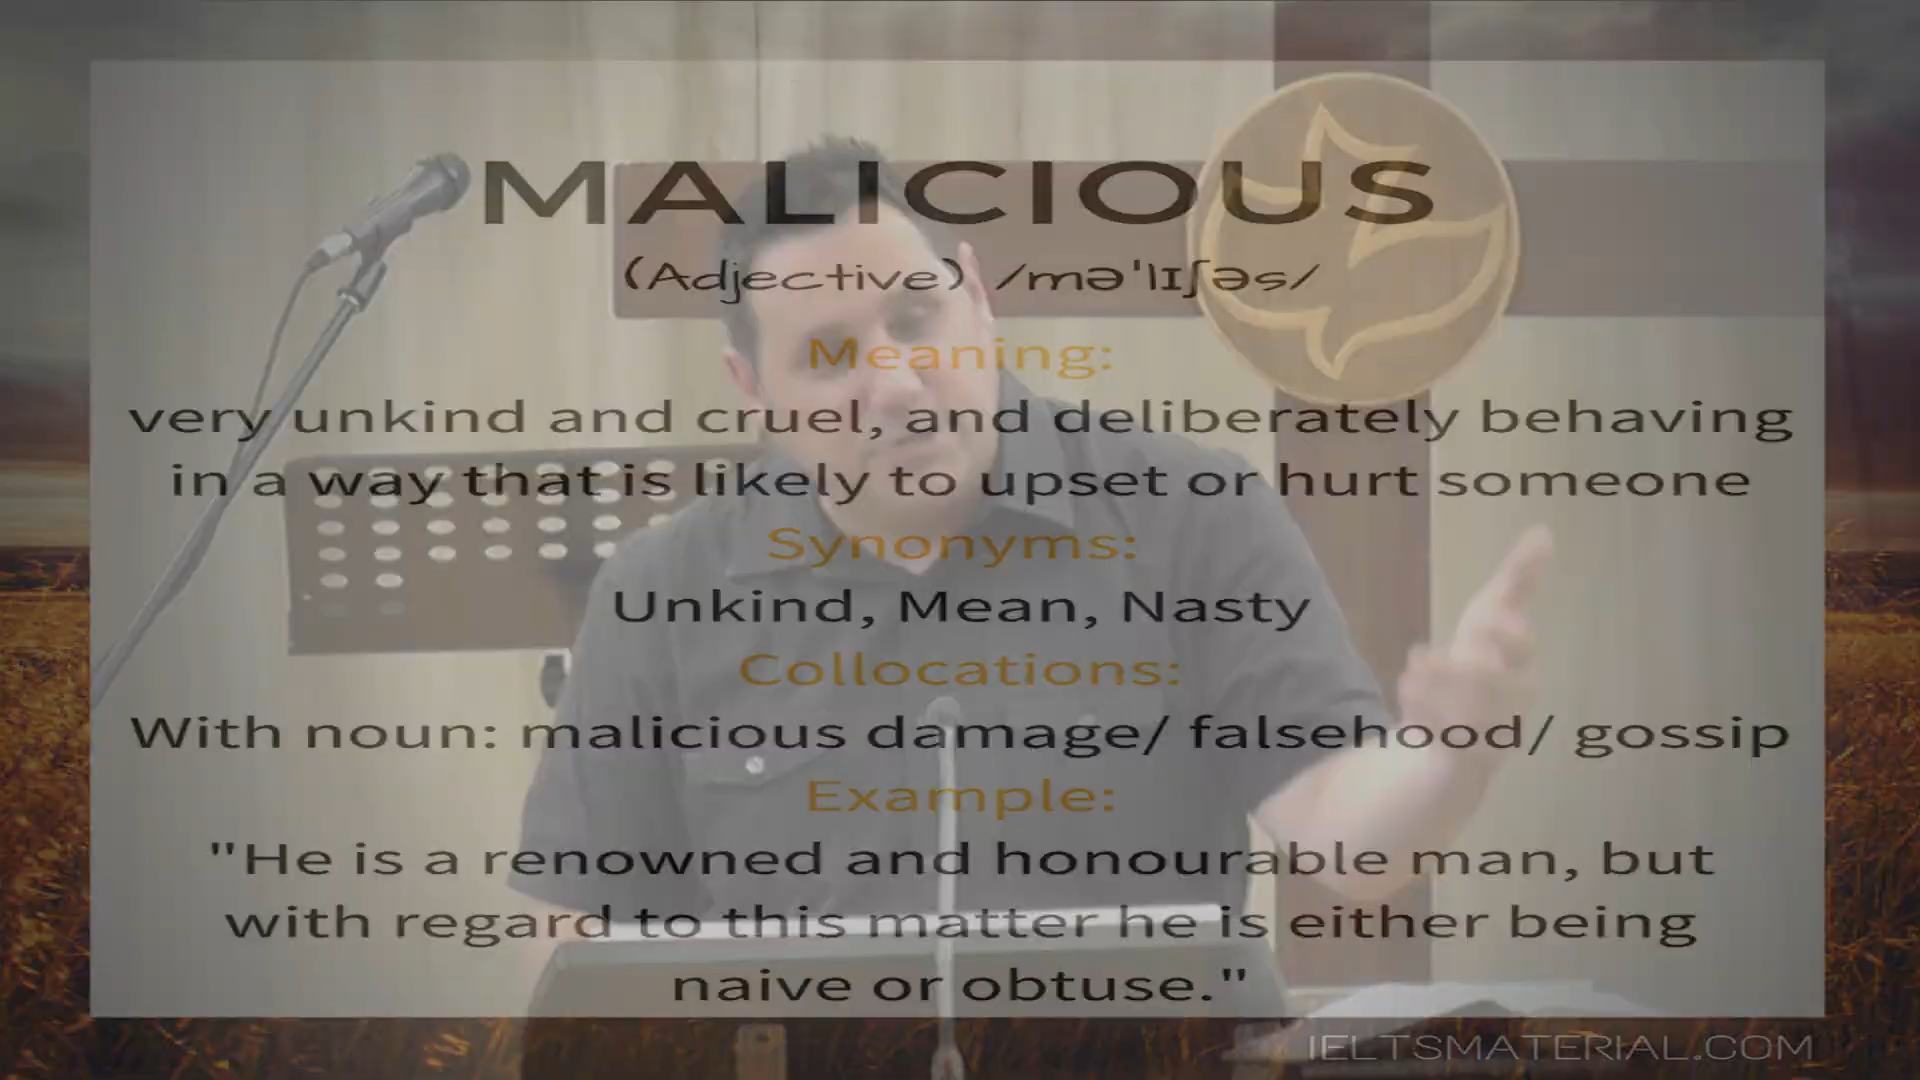 MALICIOUS
(Adjective) /məˈlɪʃəs/
Meaning:
very unkind and cruel, and deliberately behaving
in a way that is likely to upset or hurt someone
Synonyms:
Unkind, Mean, Nasty
Collocations:
With noun: malicious damage/ falsehood/ gossip
Example:
"He is a renowned and honourable man, but
with regard to this matter he is either being
naive or obtuse."
IELTSMATERIAL.COM